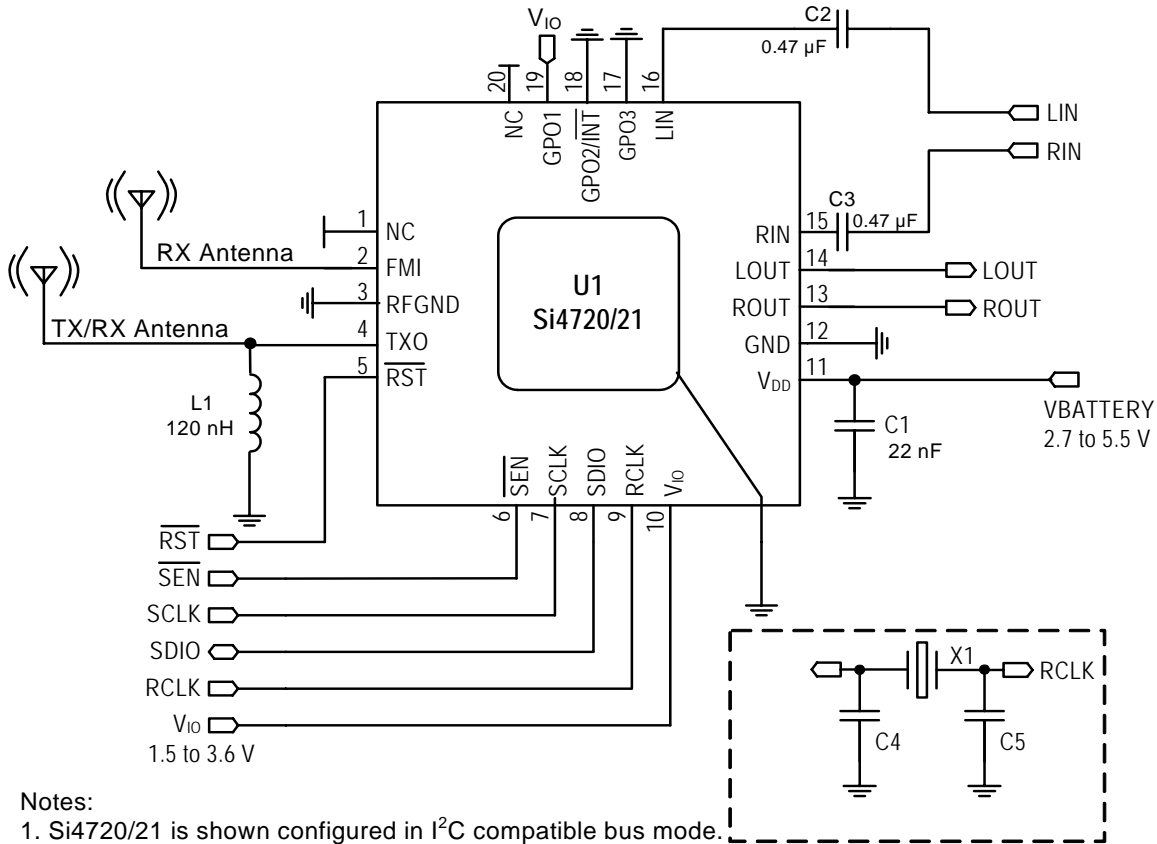 V_IO
C2
0.47 µF
20
19
18
17
16
NC
GPO1
GPO2/INT
GPO3
LIN
LIN
RIN
C3
0.47 µF
1
NC
RX Antenna
2
FMI
3
RFGND
TX/RX Antenna
4
TXO
5
RST
U1
Si4720/21
RIN
15
LOUT
14
LOUT
ROUT
13
ROUT
GND
12
V_DD
11
L1
120 nH
C1
22 nF
VBATTERY
2.7 to 5.5 V
SEN
SCLK
SDIO
RCLK
V_IO
6
7
8
9
10
RST
SEN
SCLK
SDIO
RCLK
V_IO
1.5 to 3.6 V
X1
RCLK
C4
C5
Notes:
1. Si4720/21 is shown configured in I²C compatible bus mode.